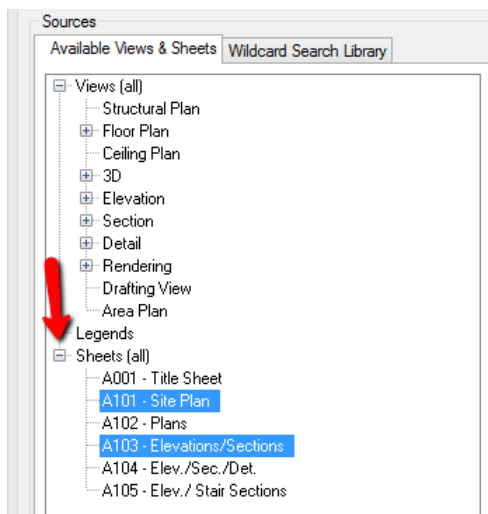 Sources
Available Views & Sheets Wildcard Search Library
Views (all)
Structural Plan
Floor Plan
Ceiling Plan
3D
Elevation
Section
Detail
Rendering
Drafting View
Area Plan
Legends
Sheets (all)
A001 - Title Sheet
A101 - Site Plan
A102 - Plans
A103 - Elevations/Sections
A104 - Elev./Sec./Det.
A105 - Elev./ Stair Sections